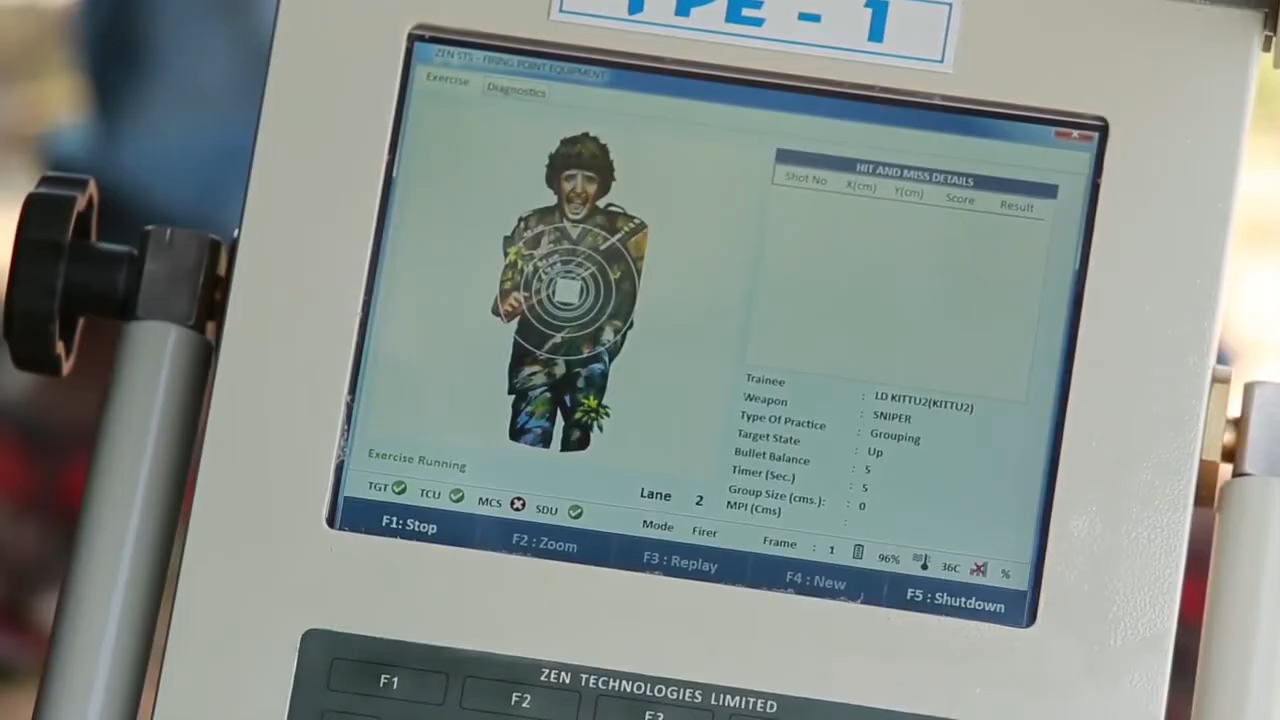 TYPE - 1
ZEN STS - FIRING POINT EQUIPMENT
Exercise Diagnostics
HIT AND MISS DETAILS
Shot No X(cm) Y(cm) Score Result
Trainee : LD KITTU2(KITTU2)
Weapon : SNIPER
Type Of Practice : Grouping
Target State : Up
Bullet Balance : 5
Timer (Sec.) : 5
Group Size (cms.) : 0
MPI (Cms) :
Exercise Running
TGT TCU MCS SDU
Lane 2
Mode Firer Frame : 1 96% 36C %
F1: Stop F2 : Zoom F3 : Replay F4 : New F5 : Shutdown
ZEN TECHNOLOGIES LIMITED
F1 F2 F3